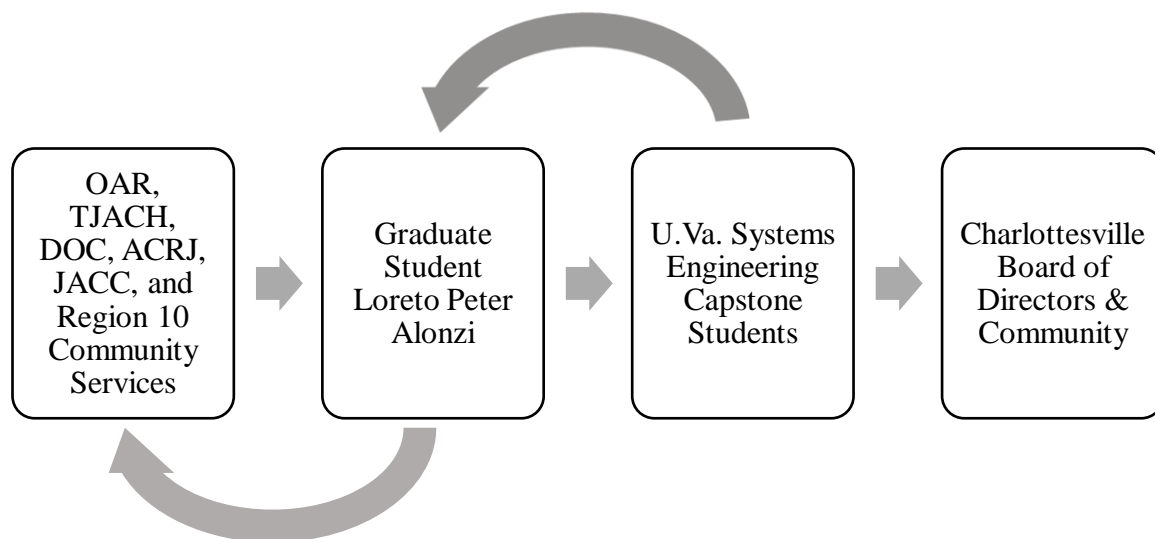 OAR,
TJACH,
DOC, ACRJ,
JACC, and
Region 10
Community
Services
Graduate
Student
Loreto Peter
Alonzi
U.Va. Systems
Engineering
Capstone
Students
Charlottesville
Board of
Directors &
Community